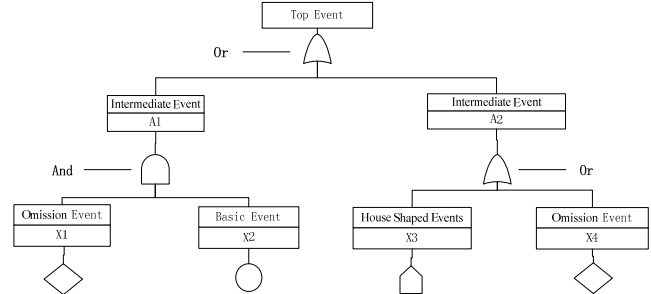 Top Event
Or
Intermediate Event
A1
Intermediate Event
A2
And
Or
Omission Event
X1
Basic Event
X2
House Shaped Events
X3
Omission Event
X4